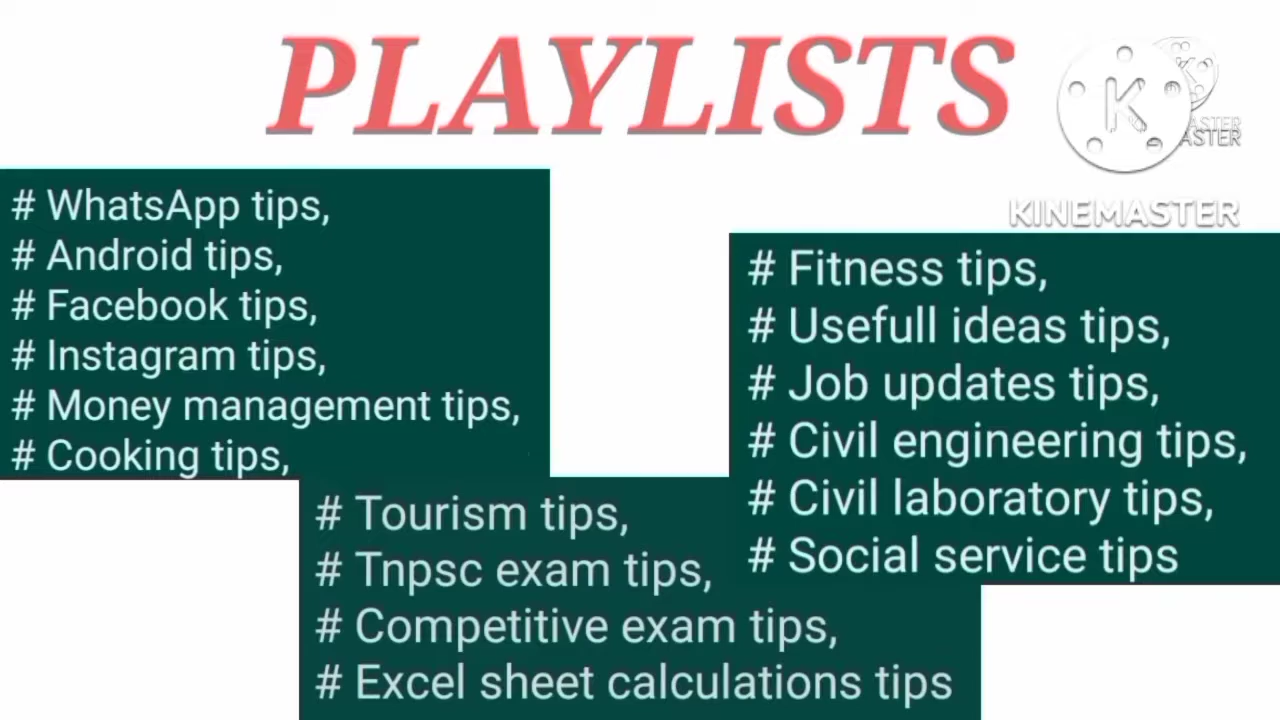 PLAYLISTS
K
K
ASTER
ASTER
KINEMASTER
# WhatsApp tips,
# Android tips,
# Facebook tips,
# Instagram tips,
# Money management tips,
# Cooking tips,
# Fitness tips,
# Usefull ideas tips,
# Job updates tips,
# Civil engineering tips,
# Civil laboratory tips,
# Social service tips
# Tourism tips,
# Tnpsc exam tips,
# Competitive exam tips,
# Excel sheet calculations tips